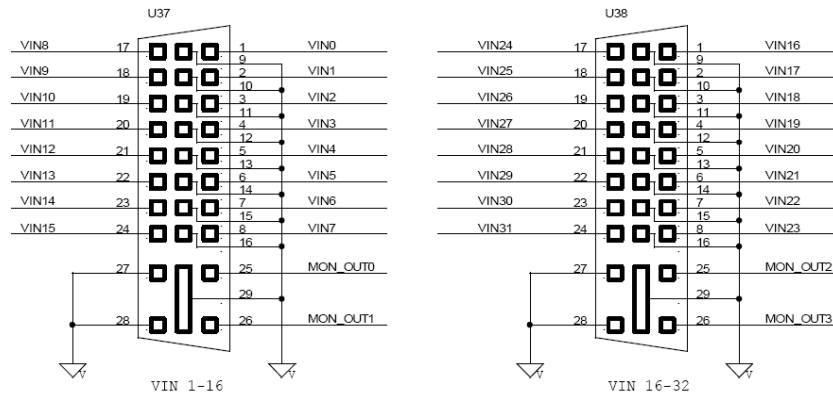 U37
VIN8 17 1 VIN0
9
VIN9 18 2 VIN1
10
VIN10 19 3 VIN2
11
VIN11 20 4 VIN3
12
VIN12 21 5 VIN4
13
VIN13 22 6 VIN5
14
VIN14 23 7 VIN6
15
VIN15 24 8 VIN7
16
27 25 MON_OUT0
29
28 26 MON_OUT1
V V
VIN 1-16
U38
VIN24 17 1 VIN16
9
VIN25 18 2 VIN17
10
VIN26 19 3 VIN18
11
VIN27 20 4 VIN19
12
VIN28 21 5 VIN20
13
VIN29 22 6 VIN21
14
VIN30 23 7 VIN22
15
VIN31 24 8 VIN23
16
27 25 MON_OUT2
29
28 26 MON_OUT3
V V
VIN 16-32